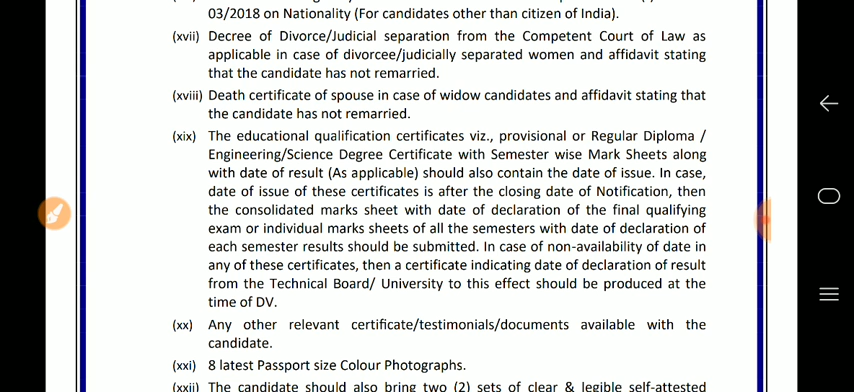 03/2018 on Nationality (For candidates other than citizen of India).
(xvii) Decree of Divorce/Judicial separation from the Competent Court of Law as
applicable in case of divorcee/judicially separated women and affidavit stating
that the candidate has not remarried.
(xviii) Death certificate of spouse in case of widow candidates and affidavit stating that
the candidate has not remarried.
(xix) The educational qualification certificates viz., provisional or Regular Diploma /
Engineering/Science Degree Certificate with Semester wise Mark Sheets along
with date of result (As applicable) should also contain the date of issue. In case,
date of issue of these certificates is after the closing date of Notification, then
the consolidated marks sheet with date of declaration of the final qualifying
exam or individual marks sheets of all the semesters with date of declaration of
each semester results should be submitted. In case of non-availability of date in
any of these certificates, then a certificate indicating date of declaration of result
from the Technical Board/ University to this effect should be produced at the
time of DV.
(xx) Any other relevant certificate/testimonials/documents available with the
candidate.
(xxi) 8 latest Passport size Colour Photographs.
(xxii) The candidate should also bring two (2) sets of clear & legible self-attested